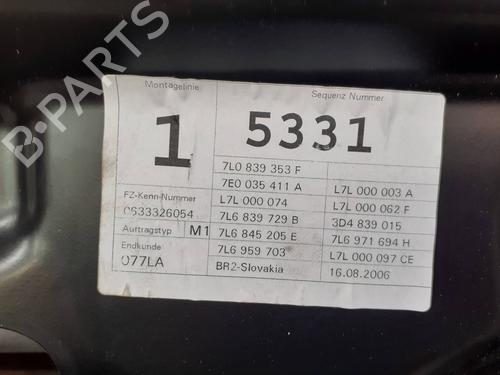 B-PARTS
Montagelinie
Sequenz Nummer
1
5331
7L0 839 353 F
7E0 035 411 A
L7L 000 003 A
FZ-Kenn-Nummer
L7L 000 074
L7L 000 062 F
0633326054
7L6 839 729 B
3D4 839 015
Auftragstyp
M1
7L6 845 205 E
7L6 971 694 H
Endkunde
7L6 959 703
L7L 000 097 CE
077LA
BR2-Slovakia
16.08.2006